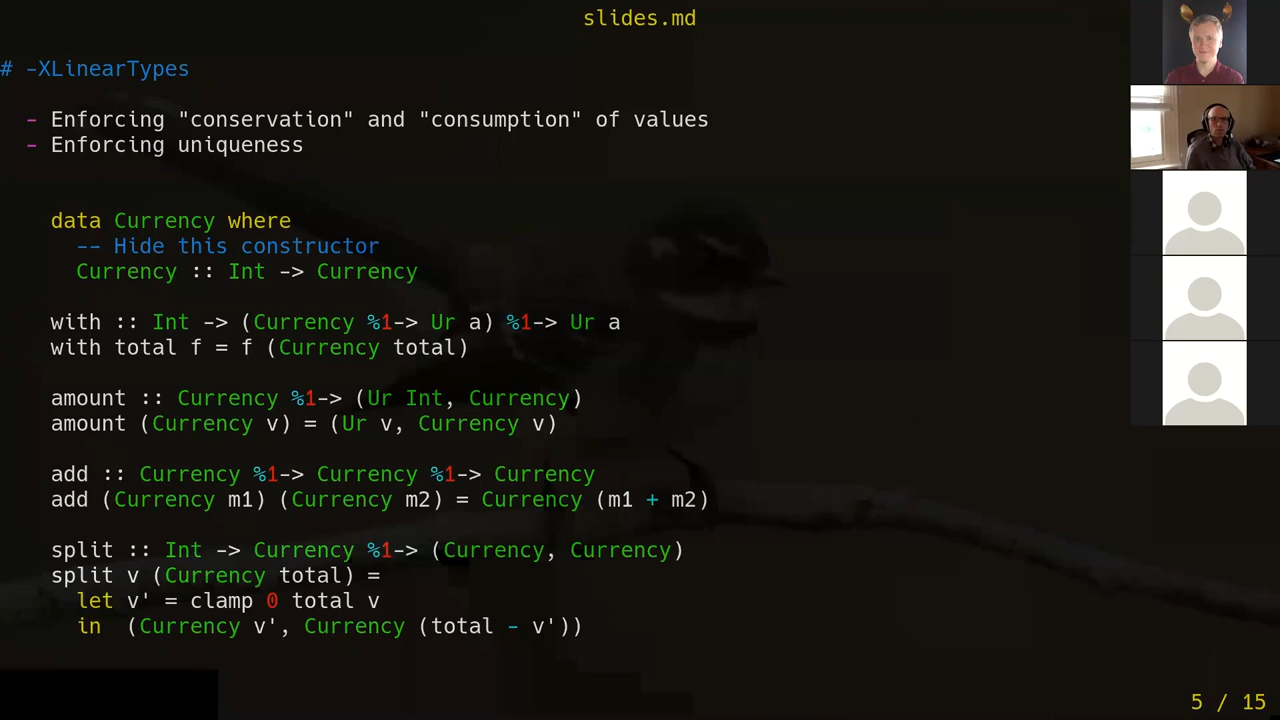 slides.md
# -XLinearTypes
- Enforcing "conservation" and "consumption" of values
- Enforcing uniqueness
data Currency where
-- Hide this constructor
Currency :: Int -> Currency
with :: Int -> (Currency %1-> Ur a) %1-> Ur a
with total f = f (Currency total)
amount :: Currency %1-> (Ur Int, Currency)
amount (Currency v) = (Ur v, Currency v)
add :: Currency %1-> Currency %1-> Currency
add (Currency m1) (Currency m2) = Currency (m1 + m2)
split :: Int -> Currency %1-> (Currency, Currency)
split v (Currency total) =
let v' = clamp 0 total v
in (Currency v', Currency (total - v'))
5 / 15